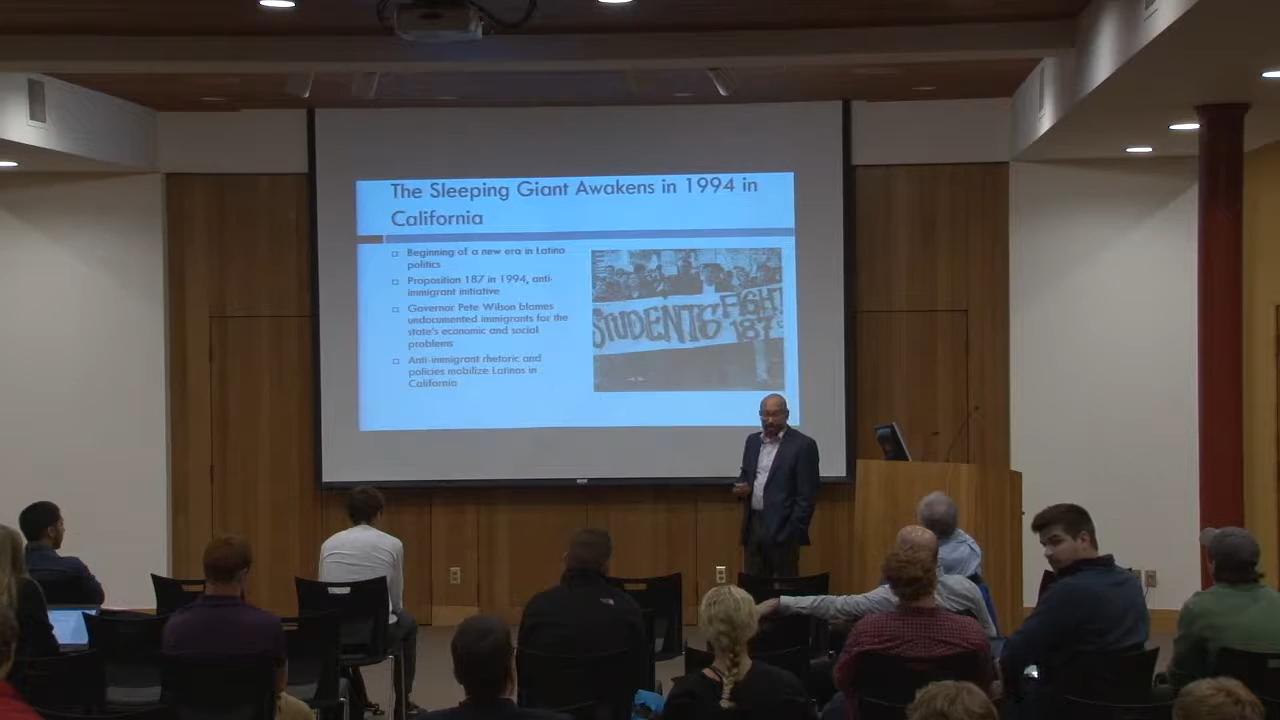 The Sleeping Giant Awakens in 1994 in
California
Beginning of a new era in Latino
politics
Proposition 187 in 1994, anti-
immigrant initiative
Governor Pete Wilson blames
undocumented immigrants for the
state's economic and social
problems
Anti-immigrant rhetoric and
policies mobilize Latinos in
California
STUDENTS FIGHT
187